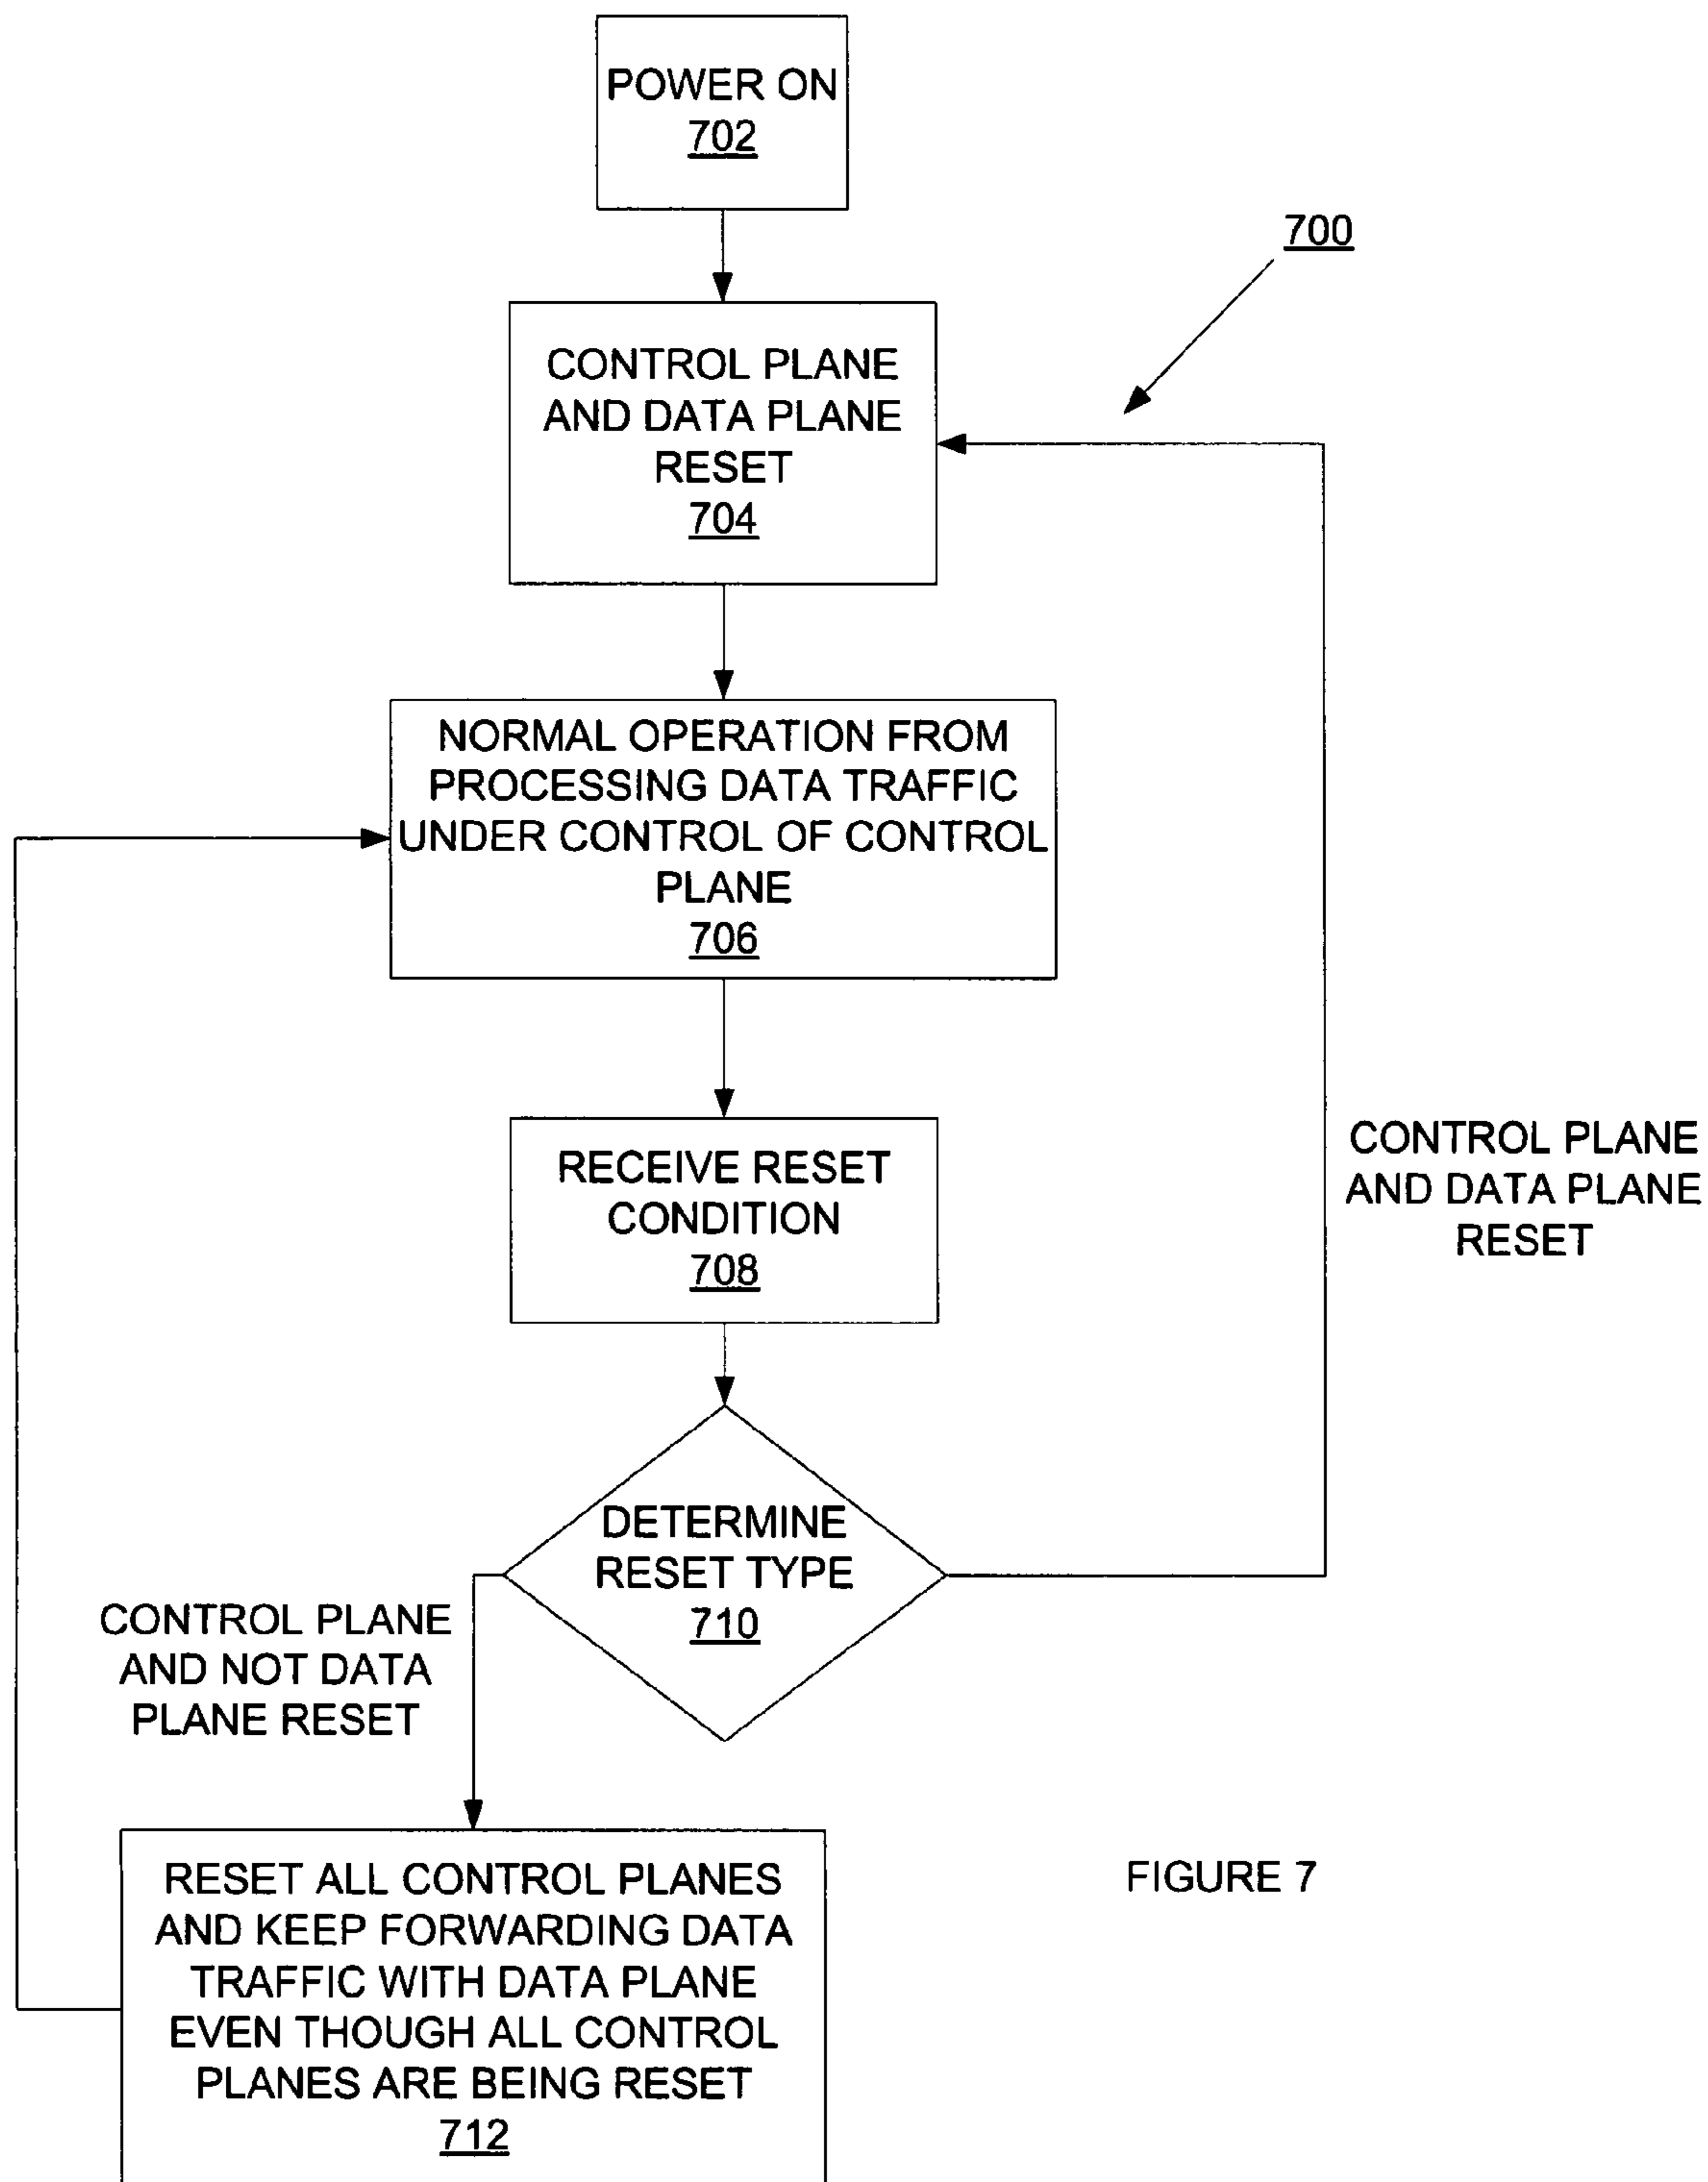 POWER ON
702
700
CONTROL PLANE
AND DATA PLANE
RESET
704
NORMAL OPERATION FROM
PROCESSING DATA TRAFFIC
UNDER CONTROL OF CONTROL
PLANE
706
RECEIVE RESET
CONDITION
708
CONTROL PLANE
AND DATA PLANE
RESET
DETERMINE
RESET TYPE
710
CONTROL PLANE
AND NOT DATA
PLANE RESET
RESET ALL CONTROL PLANES
AND KEEP FORWARDING DATA
TRAFFIC WITH DATA PLANE
EVEN THOUGH ALL CONTROL
PLANES ARE BEING RESET
712
FIGURE 7